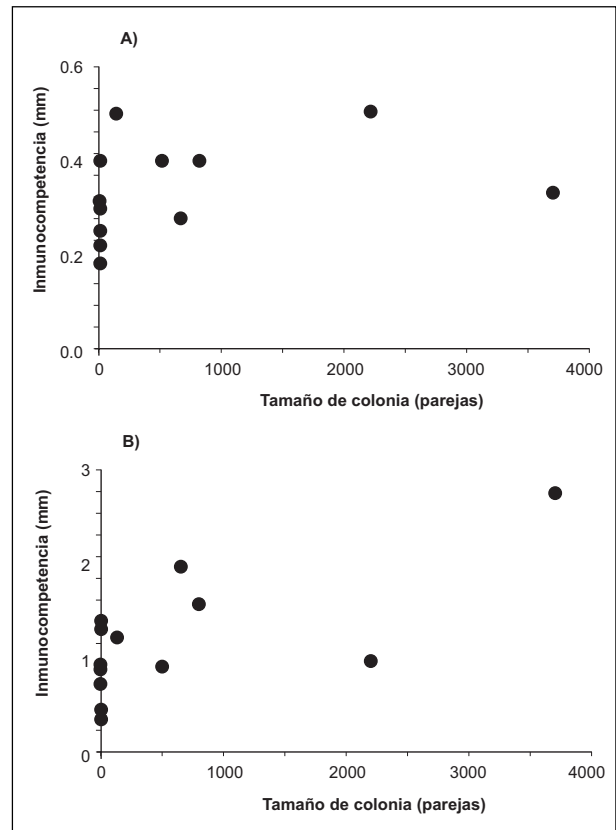 A)
Inmunocompetencia (mm)
0.6
0.4
0.2
0.0
0 1000 2000 3000 4000
Tamaño de colonia (parejas)
B)
Inmunocompetencia (mm)
3
2
1
0
0 1000 2000 3000 4000
Tamaño de colonia (parejas)